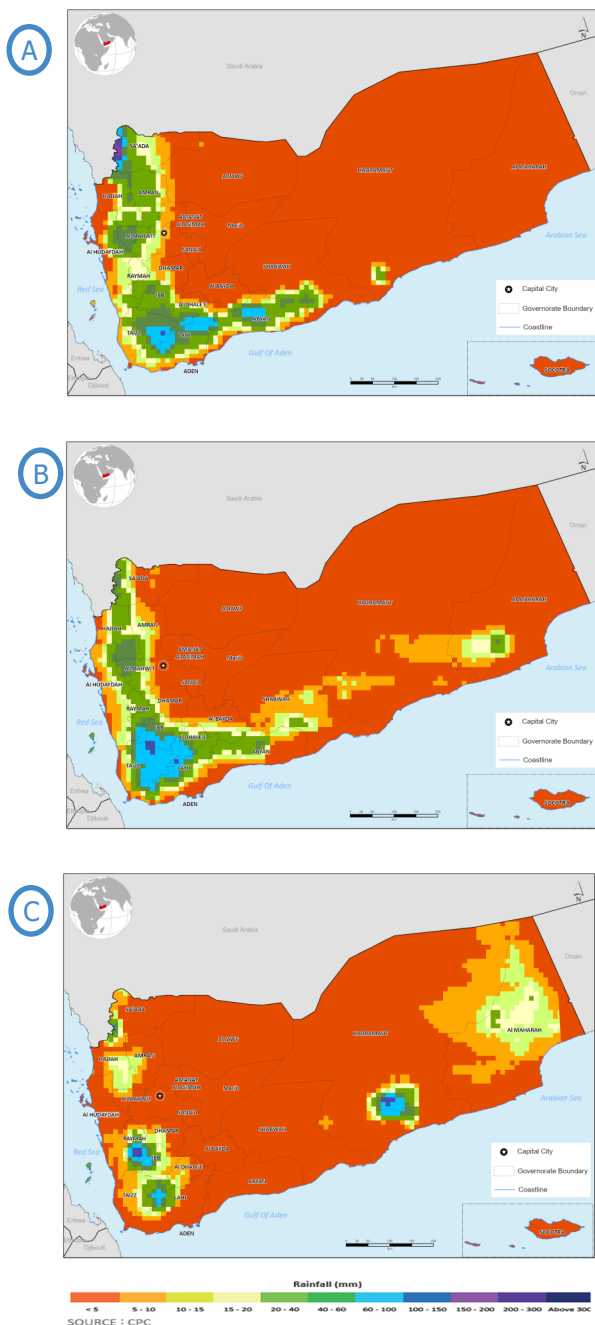 A
Saudi Arabia
N
Oman
SA'ADA
AL JAWF
HADRAMAUT
AL MAHARAH
HAJJAH
AMRAN
AMANAT
AL ASIMAH
Marib
AL MAHWIT
SANA'A
Arabian Sea
Al HUDAYDAH
DHAMAR
SHABWAH
RAYMAH
Red Sea
AL BAYDA
IBB
Al DHALE'E
ABYAN
TAIZZ
LAHJ
Capital City
Governorate Boundary
Coastline
Gulf Of Aden
ADEN
Eritrea
Djibouti
SOCOTRA
B
Saudi Arabia
N
Oman
SA'ADA
AL JAWF
HADRAMAUT
HAJJAH
AMRAN
AMANAT
AL ASIMAH
Marib
AL MAHWIT
SANA'A
Arabian Sea
Al HUDAYDAH
DHAMAR
SHABWAH
RAYMAH
Red Sea
AL BAYDA
IBB
Al DHALE'E
ABYAN
TAIZZ
LAHJ
Capital City
Governorate Boundary
Coastline
Gulf Of Aden
ADEN
Eritrea
Djibouti
SOCOTRA
C
Saudi Arabia
N
Oman
SA'ADA
AL JAWF
HADRAMAUT
Al MAHARAH
HAJJAH
AMRAN
AMANAT
AL ASIMAH
Marib
AL MAHWIT
SANA'A
Arabian Sea
Al HUDAYDAH
DHAMAR
SHABWAH
RAYMAH
Red Sea
AL BAYDA
IBB
Al DHALE'E
ABYAN
TAIZZ
LAHJ
Capital City
Governorate Boundary
Coastline
Gulf Of Aden
ADEN
Eritrea
Djibouti
SOCOTRA
Rainfall (mm)
< 5 5 - 10 10 - 15 15 - 20 20 - 40 40 - 60 60 - 100 100 - 150 150 - 200 200 - 300 Above 300
SOURCE : CPC